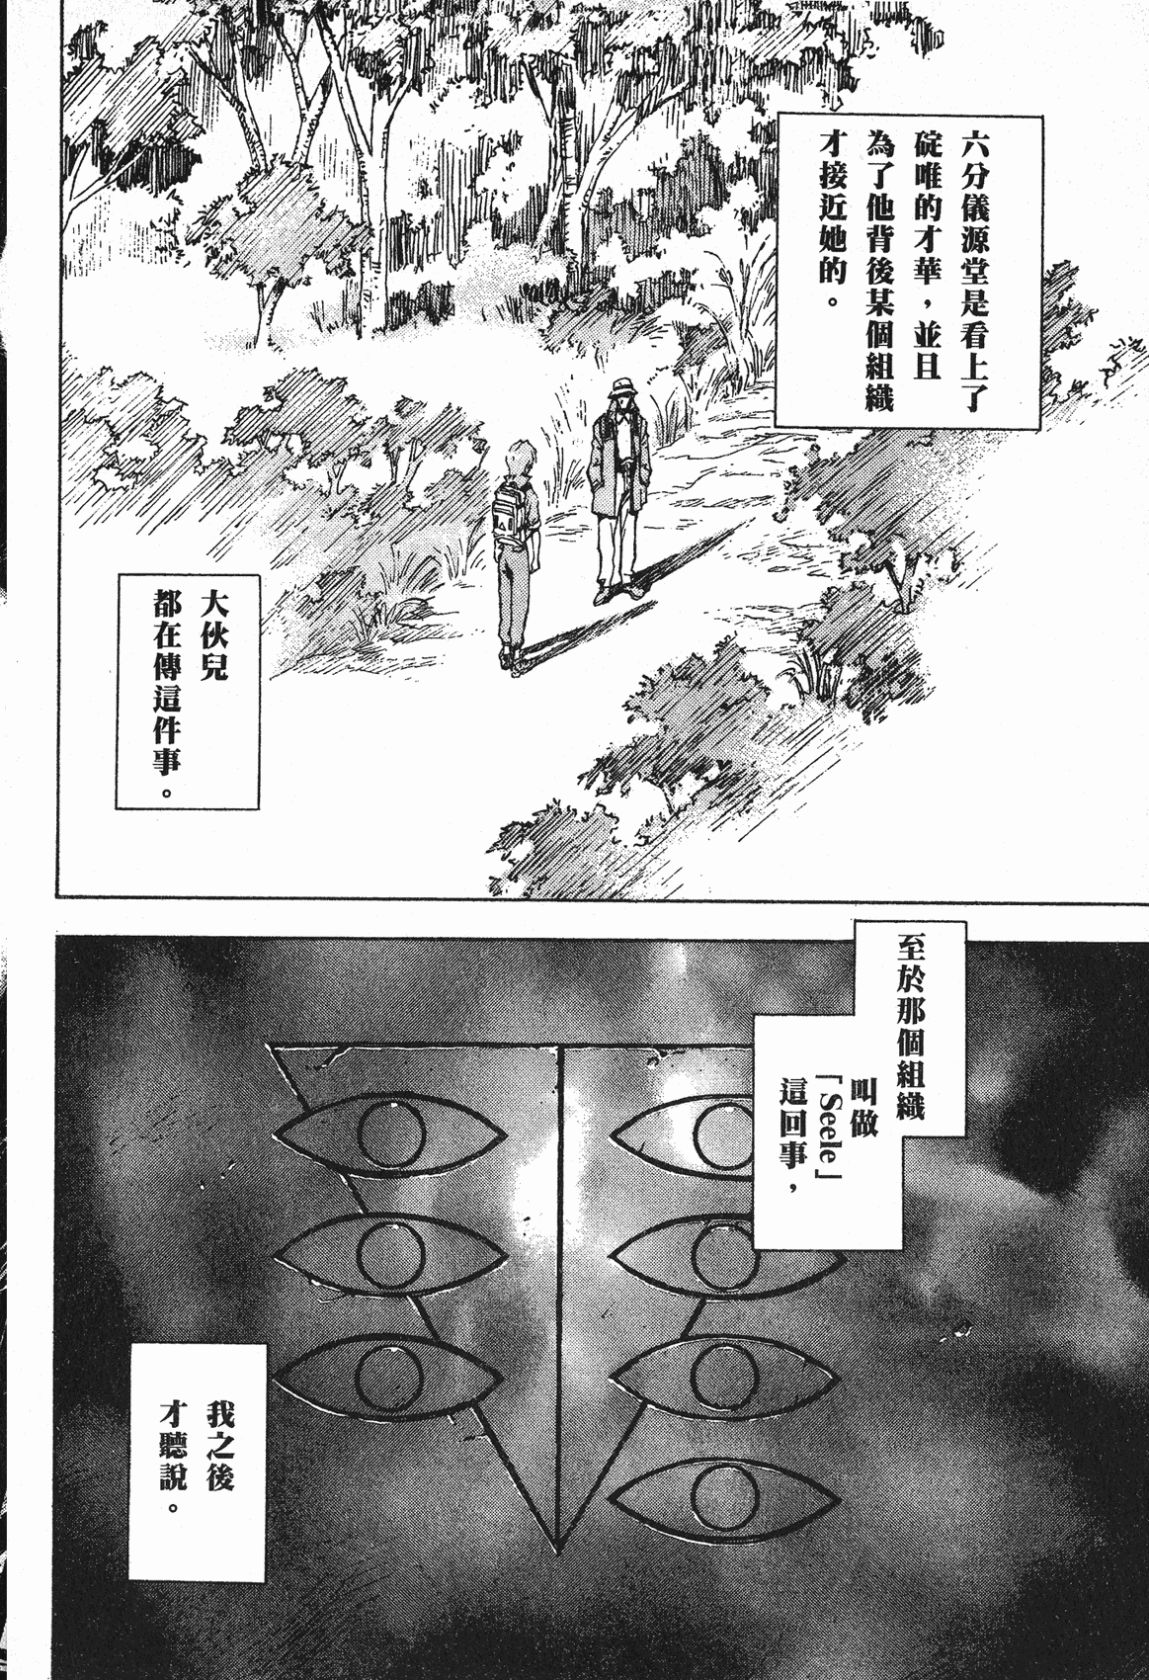 六分儀源堂是看上了
碇唯的才華，並且
為了他背後某個組織
才接近她的。
大伙兒
都在傳這件事。
至於那個組織
叫做
「Seele」
這回事，
我之後
才聽說。